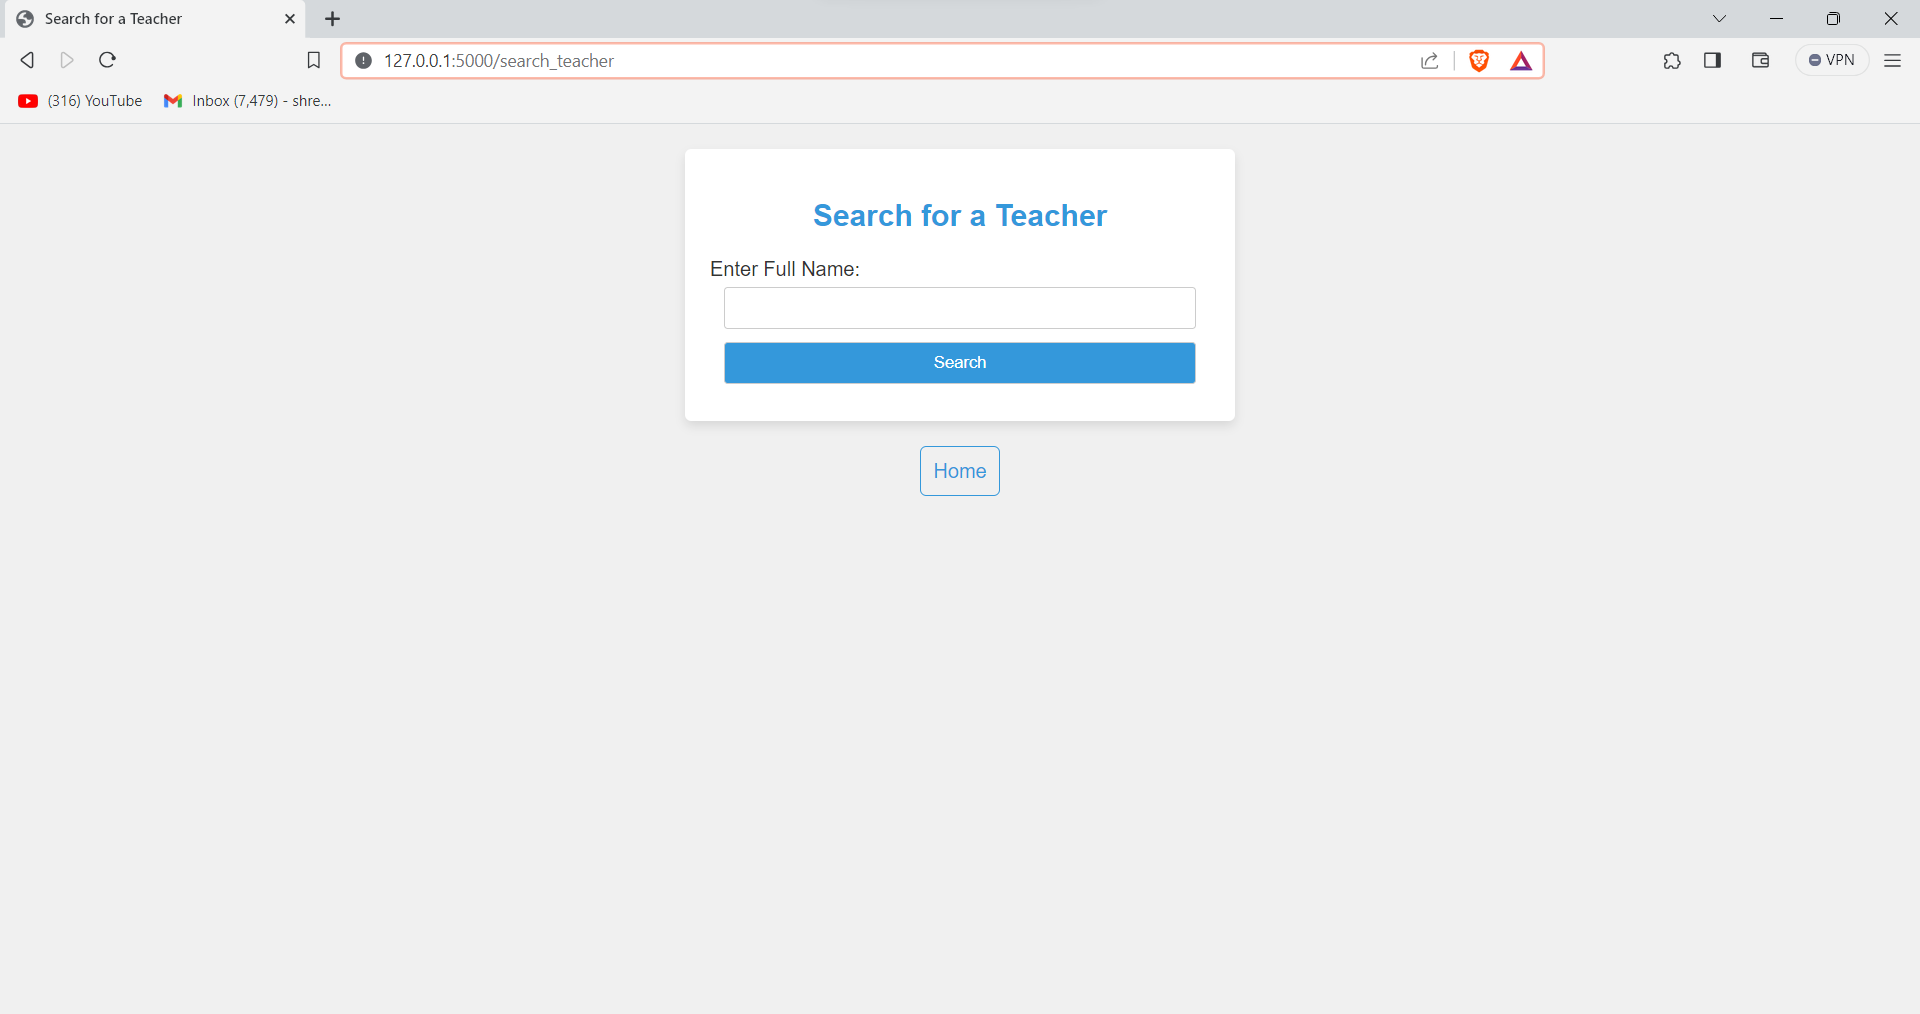 Search for a Teacher
127.0.0.1:5000/search_teacher
VPN
(316) YouTube
Inbox (7,479) - shre...
Search for a Teacher
Enter Full Name:
Search
Home